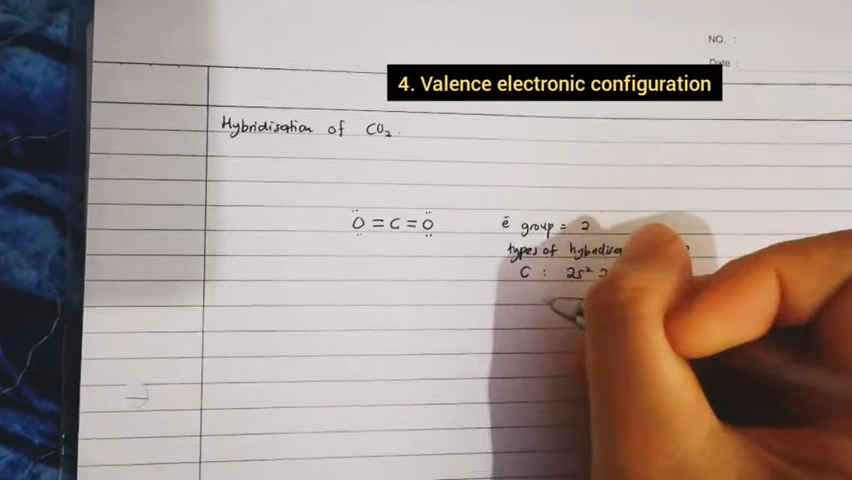 NO. :
4. Valence electronic configuration
Date :
Hybridisation of CO₂.
Ö = C = Ö
ē group = 2
types of
C : 2s²